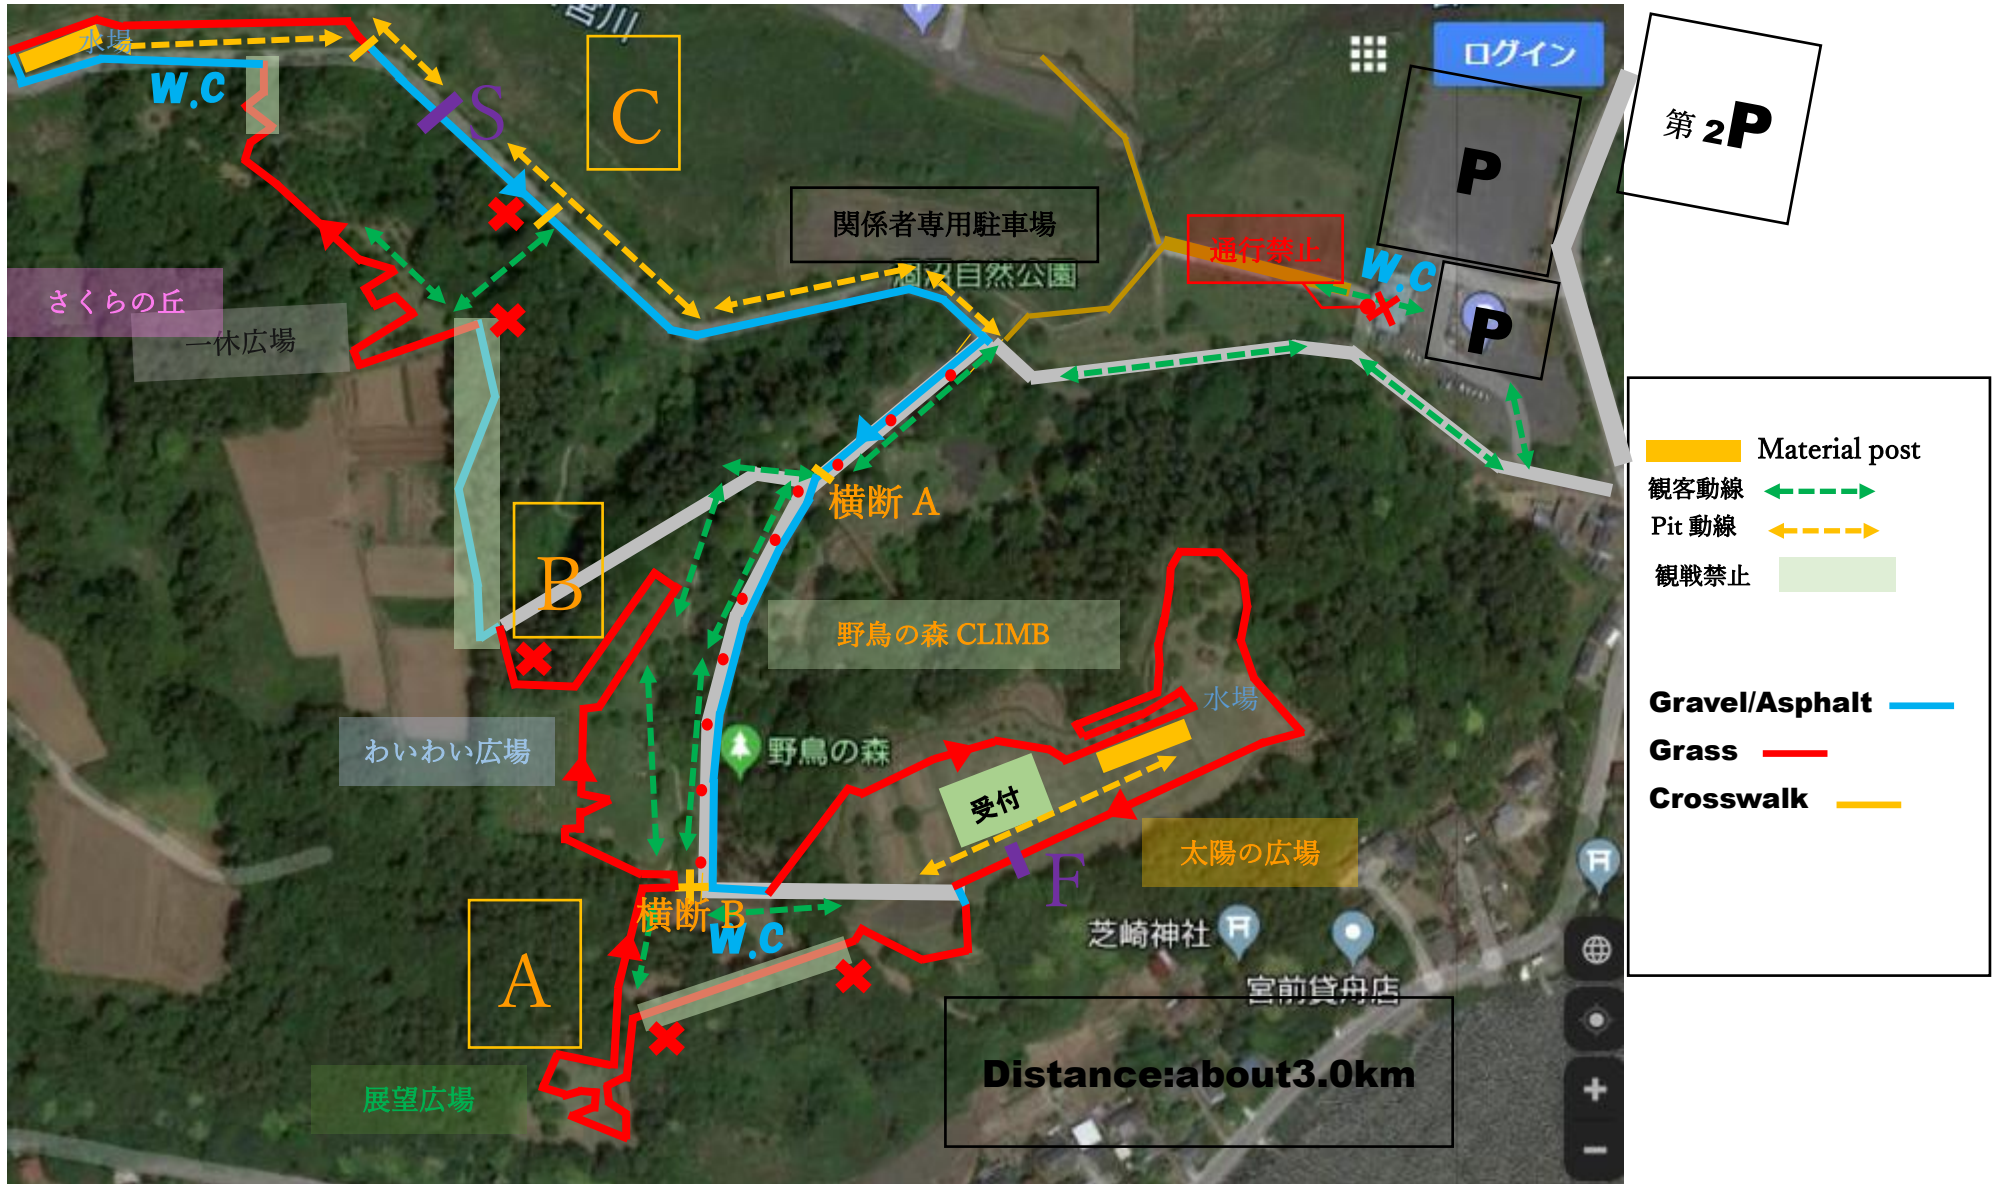 宮川
ログイン
水場
W.C
S
C
第2P
P
関係者専用駐車場
涸沼自然公園
通行禁止
W.C
P
さくらの丘
一休広場
Material post
観客動線
Pit 動線
観戦禁止
横断 A
B
野鳥の森 CLIMB
水場
わいわい広場
野鳥の森
受付
Gravel/Asphalt
Grass
Crosswalk
太陽の広場
F
横断 B
W.C
A
芝崎神社
宮前貸舟店
Distance:about3.0km
展望広場